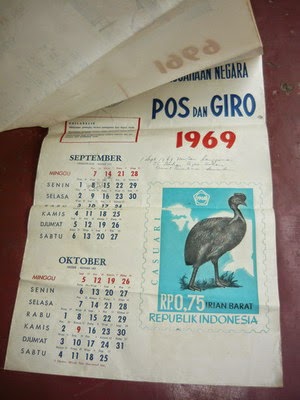 1969
USAHAAN NEGARA
POS DAN GIRO
1969
SEPTEMBER
MINGGU 7 14 21 28
SENIN 1 8 15 22 29
SELASA 2 9 16 23 30
RABU 3 10 17 24
KAMIS 4 11 18 25
DJUM'AT 5 12 19 26
SABTU 6 13 20 27
OKTOBER
MINGGU 5 12 19 26
SENIN 6 13 20 27
SELASA 7 14 21 28
RABU 1 8 15 22 29
KAMIS 2 9 16 23 30
DJUM'AT 3 10 17 24 31
SABTU 4 11 18 25
CASUARI
1968
RP.0,75
IRIAN BARAT
REPUBLIK INDONESIA